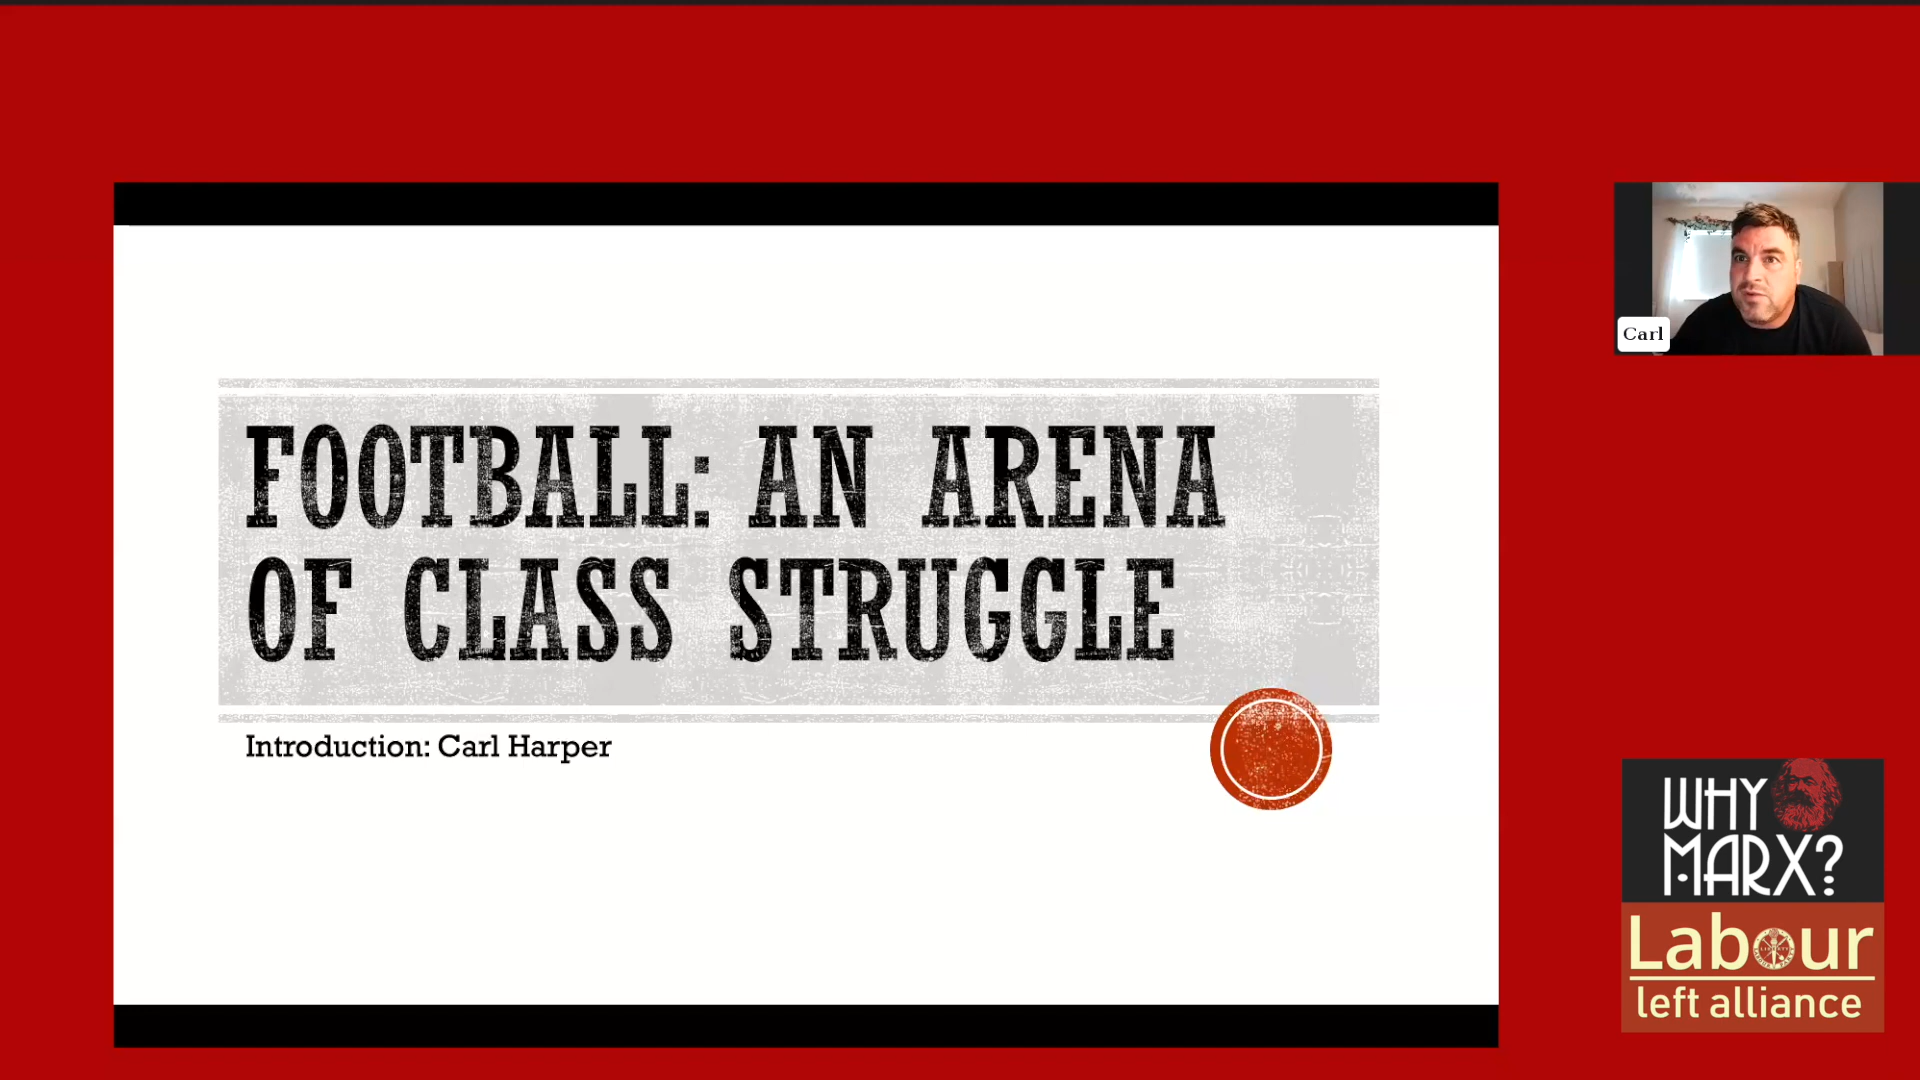 FOOTBALL: AN ARENA
OF CLASS STRUGGLE
Introduction: Carl Harper
Carl
WHY
MARX?
Labour
left alliance